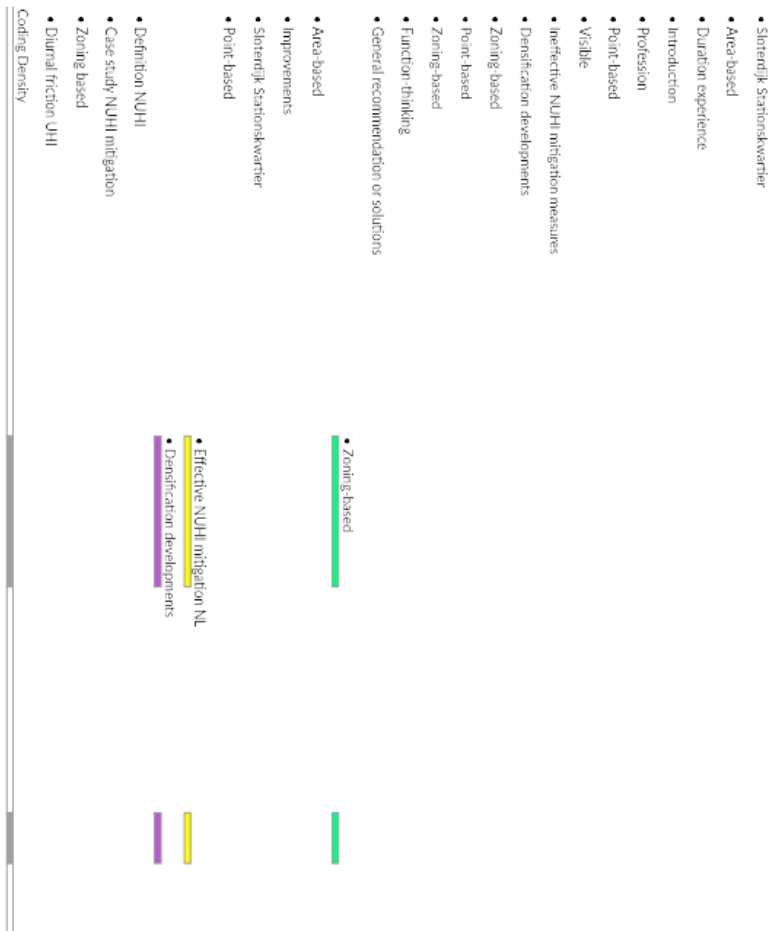 • Sloterdijk Stationskwartier
• Area-based
• Duration experience
• Introduction
• Profession
• Point-based
• Visible
• Ineffective NUHI mitigation measures
• Densification developments
• Zoning-based
• Point-based
• Zoning-based
• Function-thinking
• General recommendation or solutions
• Zoning-based
• Area-based
• Improvements
• Sloterdijk Stationskwartier
• Point-based
• Effective NUHI mitigation NL
• Densification developments
• Definition NUHI
• Case study NUHI mitigation
• Zoning based
• Diurnal friction UHI
Coding Density